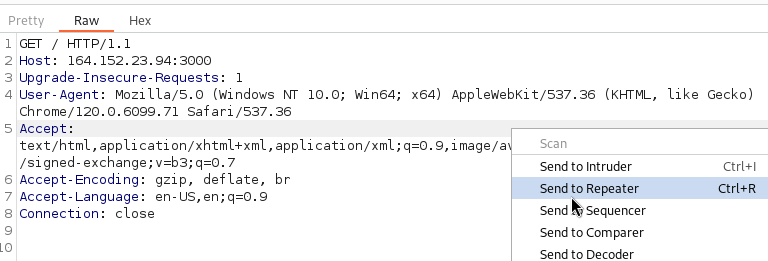 Pretty Raw Hex
1 GET / HTTP/1.1
2 Host: 164.152.23.94:3000
3 Upgrade-Insecure-Requests: 1
4 User-Agent: Mozilla/5.0 (Windows NT 10.0; Win64; x64) AppleWebKit/537.36 (KHTML, like Gecko)
Chrome/120.0.6099.71 Safari/537.36
5 Accept:
text/html,application/xhtml+xml,application/xml;q=0.9,image/av
/signed-exchange;v=b3;q=0.7
6 Accept-Encoding: gzip, deflate, br
7 Accept-Language: en-US,en;q=0.9
8 Connection: close
9
10
Scan
Send to Intruder Ctrl+I
Send to Repeater Ctrl+R
Send to Sequencer
Send to Comparer
Send to Decoder